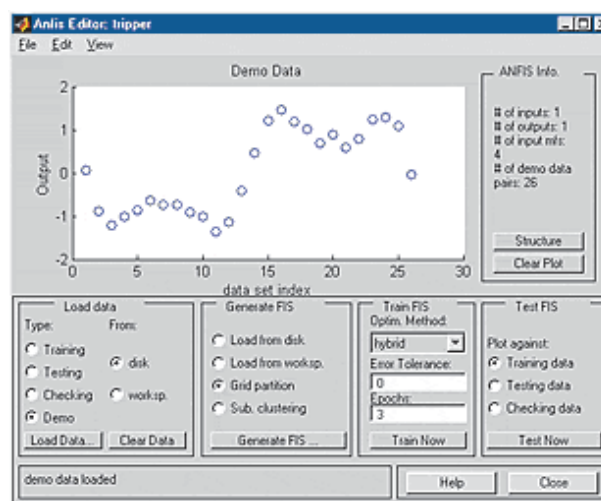 Anfis Editor: tripper
File Edit View
Demo Data
2
1
0
-1
-2
Output
0 5 10 15 20 25 30
data set index
ANFIS Info.
# of inputs: 1
# of outputs: 1
# of input mfs:
4
# of demo data
pairs: 26
Structure
Clear Plot
Load data
Type: From:
Training
Testing
Checking
Demo
disk
worksp.
Load Data... Clear Data
Generate FIS
Load from disk
Load from worksp.
Grid partition
Sub. clustering
Generate FIS ...
Train FIS
Optim. Method:
hybrid
Error Tolerance:
0
Epochs:
3
Train Now
Test FIS
Plot against:
Training data
Testing data
Checking data
Test Now
demo data loaded
Help Close